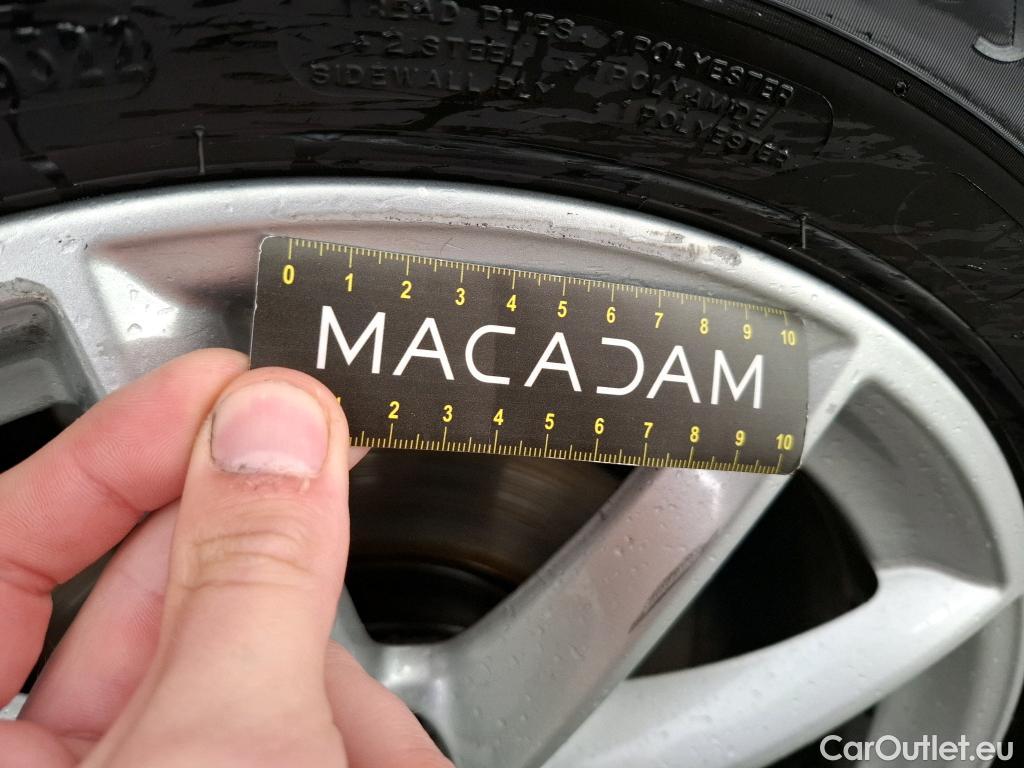 TREAD PLIES: 1 POLYESTER
+ 2 STEEL + 1 POLYAMIDE
SIDEWALL PLY 1 POLYESTER
0 1 2 3 4 5 6 7 8 9 10
MACADAM
1 2 3 4 5 6 7 8 9 10
CarOutlet.eu